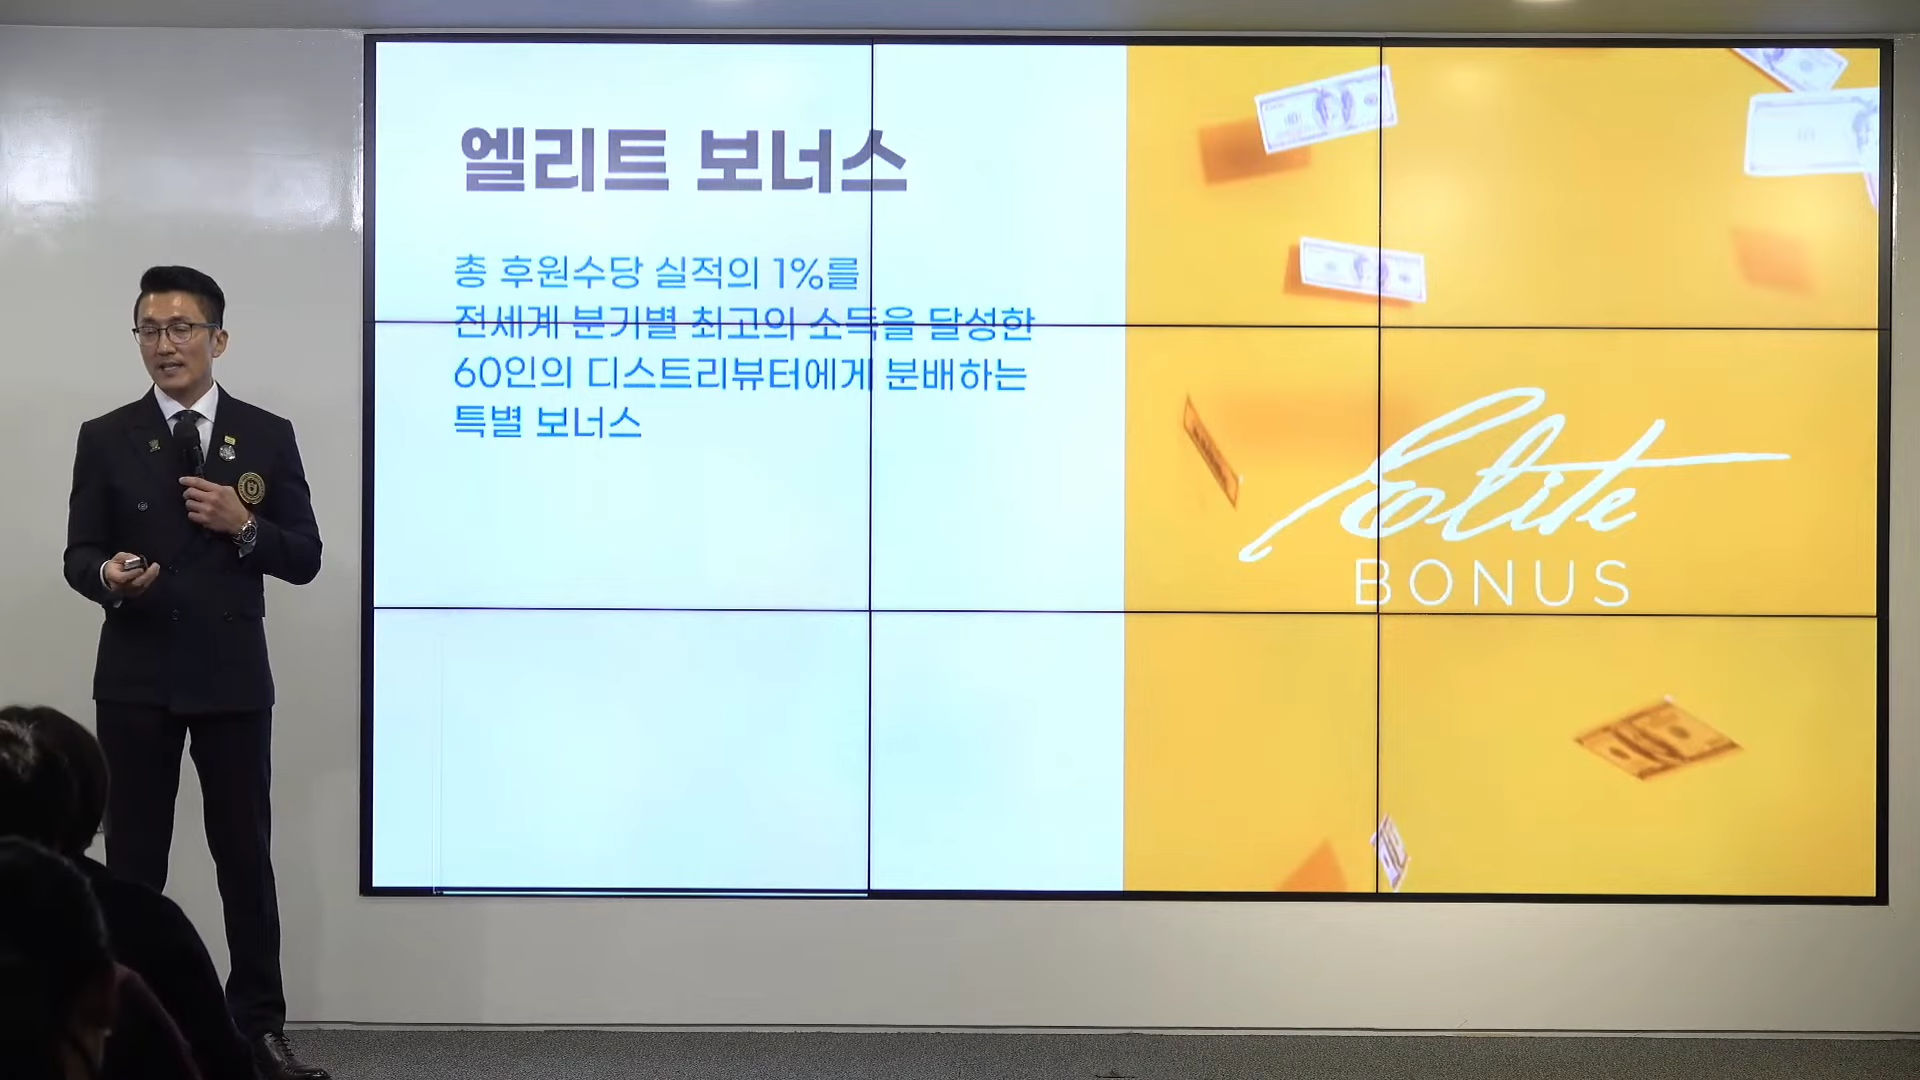 엘리트 보너스
총 후원수당 실적의 1%를
전세계 분기별 최고의 소득을 달성한
60인의 디스트리뷰터에게 분배하는
특별 보너스
Elite
BONUS